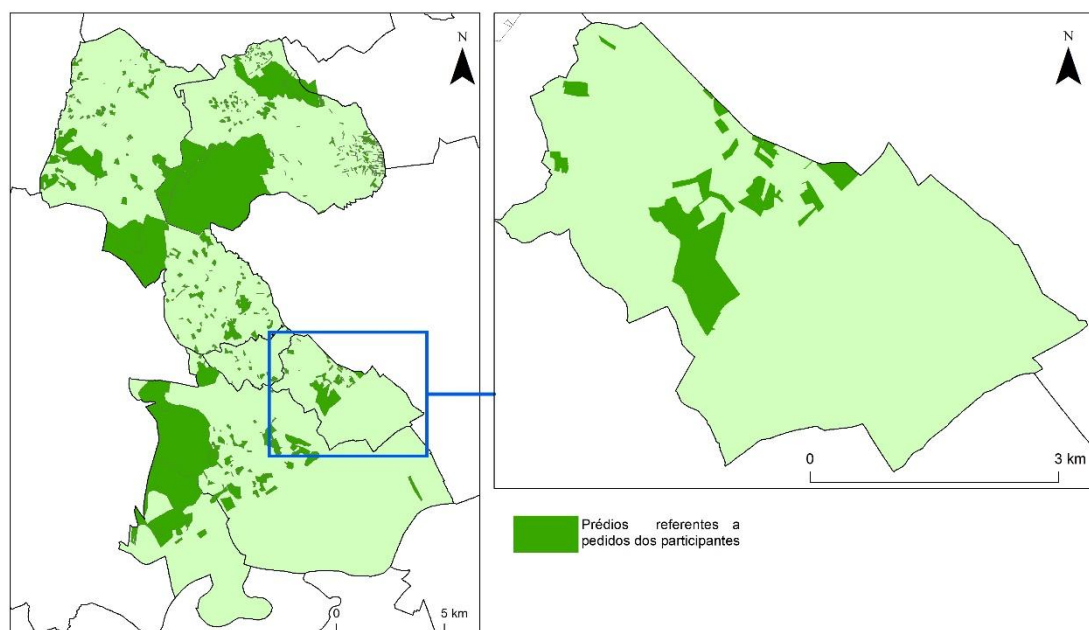 N
0
5 km
N
0
3 km
Prédios referentes a
pedidos dos participantes